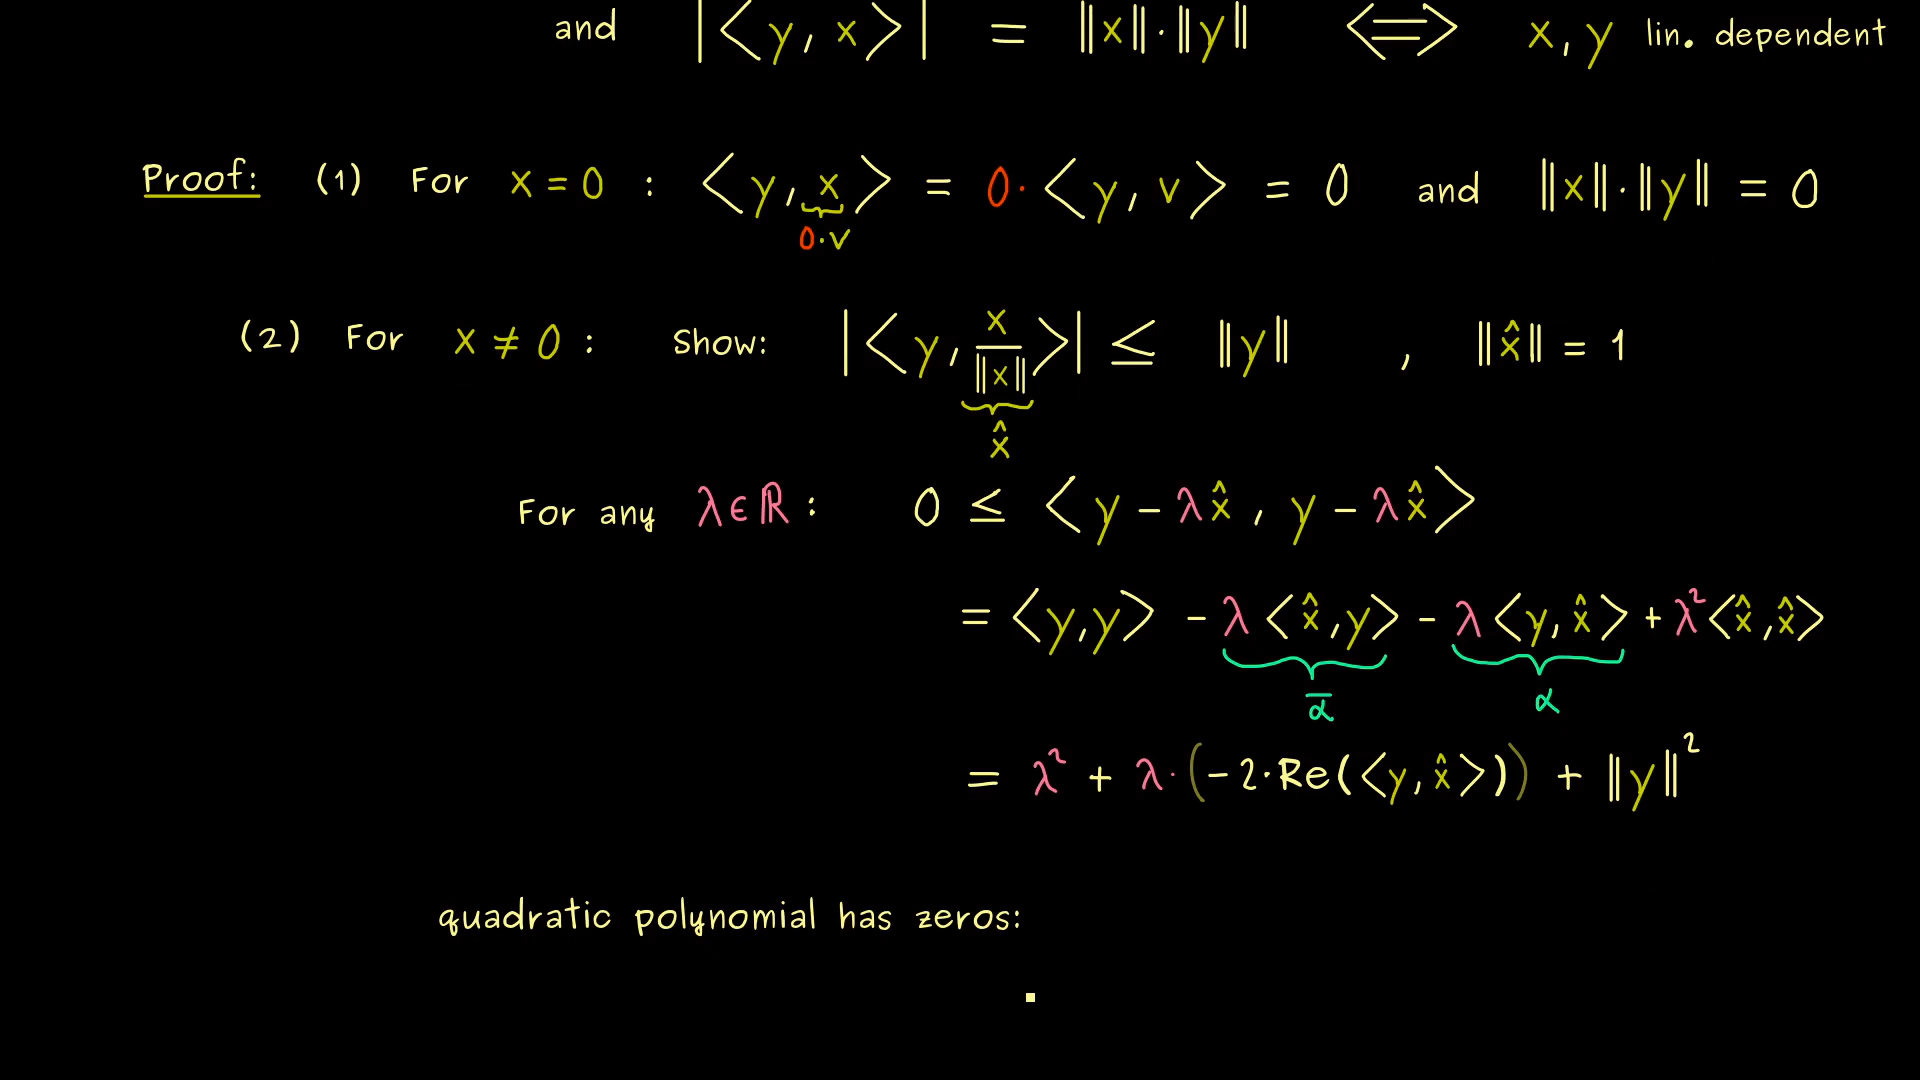 and |<y, x>| = ‖x‖·‖y‖ ⟺ x, y lin. dependent
Proof: (1) For x = 0 : <y, x> = 0·<y, v> = 0 and ‖x‖·‖y‖ = 0
0·v
(2) For x ≠ 0 : Show: |<y, x/‖x‖>| ≤ ‖y‖ , ‖x̂‖ = 1
x̂
For any λ∈ℝ : 0 ≤ <y − λx̂ , y − λx̂>
= <y,y> − λ<x̂,y> − λ<y,x̂> + λ²<x̂,x̂>
ᾱ α
= λ² + λ·(−2·Re(<y,x̂>)) + ‖y‖²
quadratic polynomial has zeros: